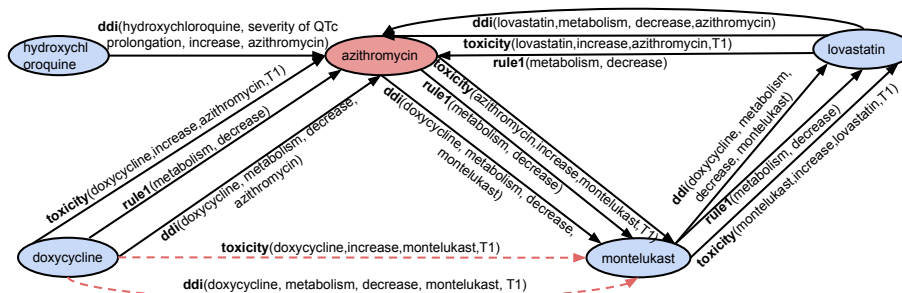 ddi(lovastatin,metabolism, decrease,azithromycin)
ddi(hydroxychloroquine, severity of QTc
prolongation, increase, azithromycin)
toxicity(lovastatin,increase,azithromycin,T1)
rule1(metabolism, decrease)
hydroxychl
oroquine
azithromycin
lovastatin
toxicity(doxycycline,increase,azithromycin,T1)
rule1(metabolism, decrease)
ddi(doxycycline, metabolism, decrease,
azithromycin)
toxicity(azithromycin,increase,montelukast,T1)
rule1(metabolism, decrease)
ddi(doxycycline, metabolism, decrease,
montelukast)
ddi(doxycycline, metabolism,
decrease, montelukast)
rule1(metabolism, decrease)
toxicity(montelukast,increase,lovastatin,T1)
doxycycline
toxicity(doxycycline,increase,montelukast,T1)
montelukast
ddi(doxycycline, metabolism, decrease, montelukast, T1)